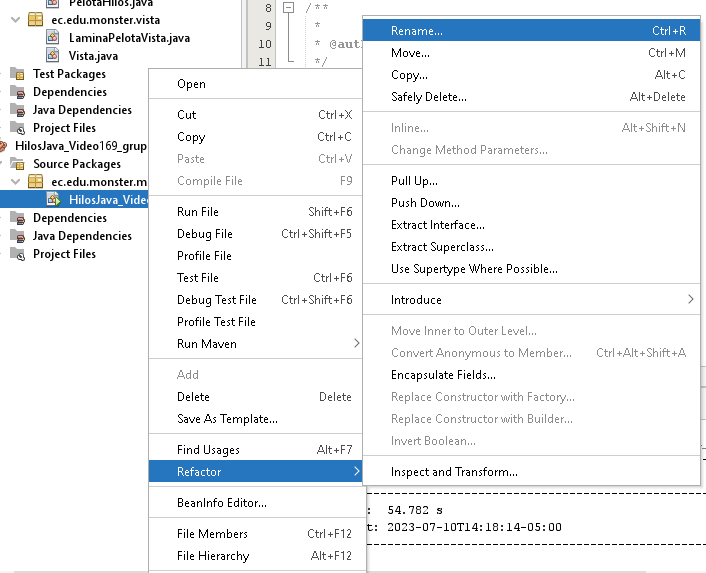 PelotaHilos.java
ec.edu.monster.vista
LaminaPelotaVista.java
Vista.java
Test Packages
Dependencies
Java Dependencies
Project Files
HilosJava_Video169_grup
Source Packages
ec.edu.monster.m
HilosJava_Vide
Dependencies
Java Dependencies
Project Files
8 /**
9 *
10 * @aut
11 */
Open
Cut Ctrl+X
Copy Ctrl+C
Paste Ctrl+V
Compile File F9
Run File Shift+F6
Debug File Ctrl+Shift+F5
Profile File
Test File Ctrl+F6
Debug Test File Ctrl+Shift+F6
Profile Test File
Run Maven
Add
Delete Delete
Save As Template...
Find Usages Alt+F7
Refactor
BeanInfo Editor...
File Members Ctrl+F12
File Hierarchy Alt+F12
Rename... Ctrl+R
Move... Ctrl+M
Copy... Alt+C
Safely Delete... Alt+Delete
Inline... Alt+Shift+N
Change Method Parameters...
Pull Up...
Push Down...
Extract Interface...
Extract Superclass...
Use Supertype Where Possible...
Introduce
Move Inner to Outer Level...
Convert Anonymous to Member... Ctrl+Alt+Shift+A
Encapsulate Fields...
Replace Constructor with Factory...
Replace Constructor with Builder...
Invert Boolean...
Inspect and Transform...
: 54.782 s
t: 2023-07-10T14:18:14-05:00